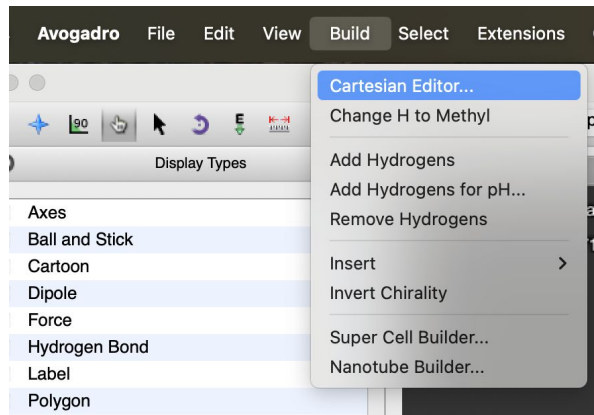 Avogadro File Edit View Build Select Extensions
Cartesian Editor...
Change H to Methyl
90
E
Display Types
Add Hydrogens
Add Hydrogens for pH...
Remove Hydrogens
Axes
Ball and Stick
Cartoon
Dipole
Force
Hydrogen Bond
Label
Polygon
Insert
Invert Chirality
Super Cell Builder...
Nanotube Builder...